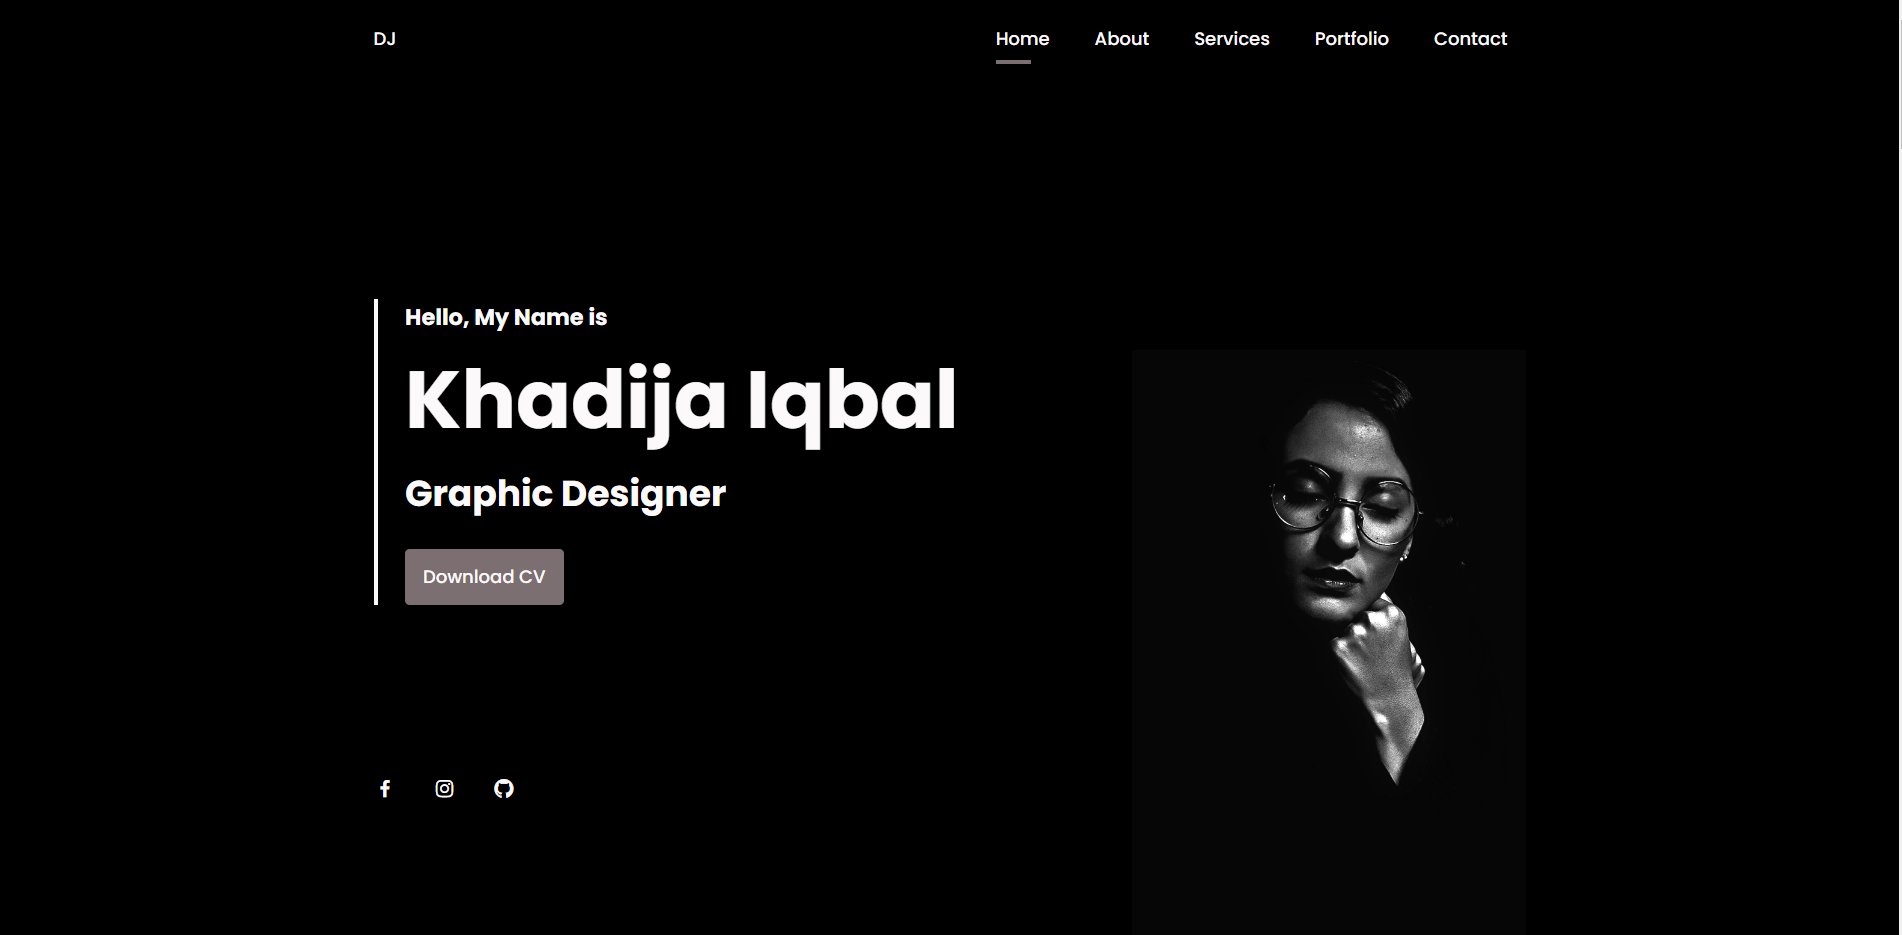 DJ
Home About Services Portfolio Contact
Hello, My Name is
Khadija Iqbal
Graphic Designer
Download CV